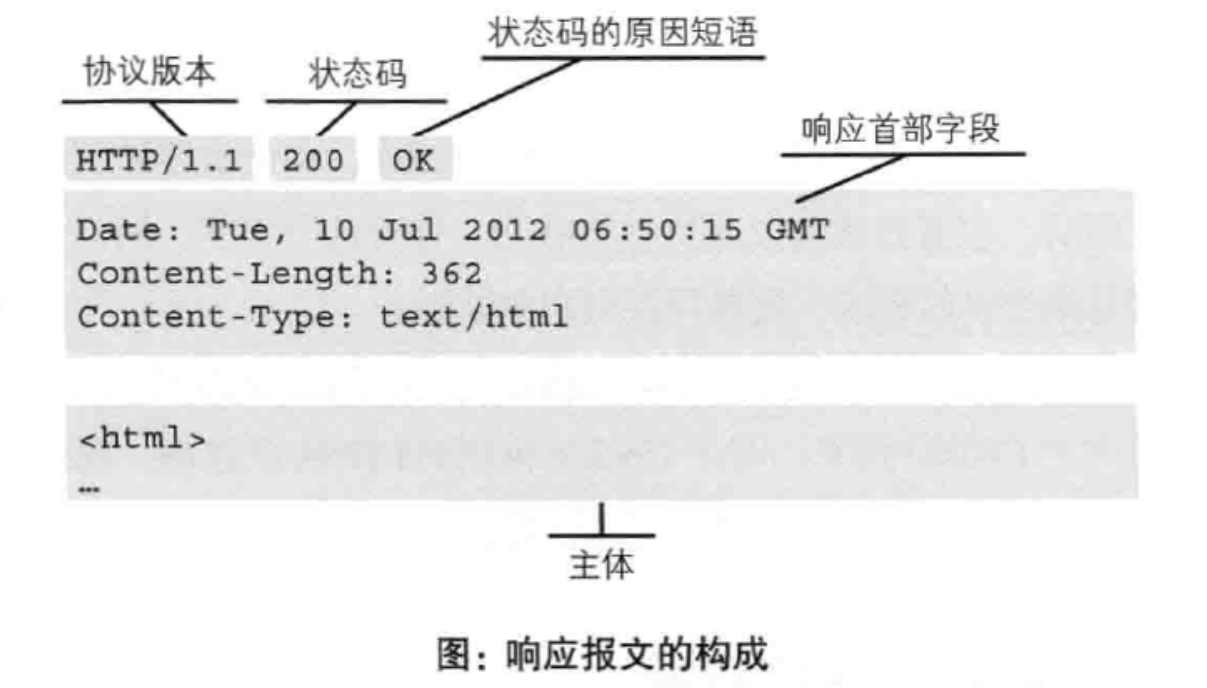 状态码的原因短语
协议版本 状态码
响应首部字段
HTTP/1.1 200 OK
Date: Tue, 10 Jul 2012 06:50:15 GMT
Content-Length: 362
Content-Type: text/html
<html>
…
主体
图：响应报文的构成